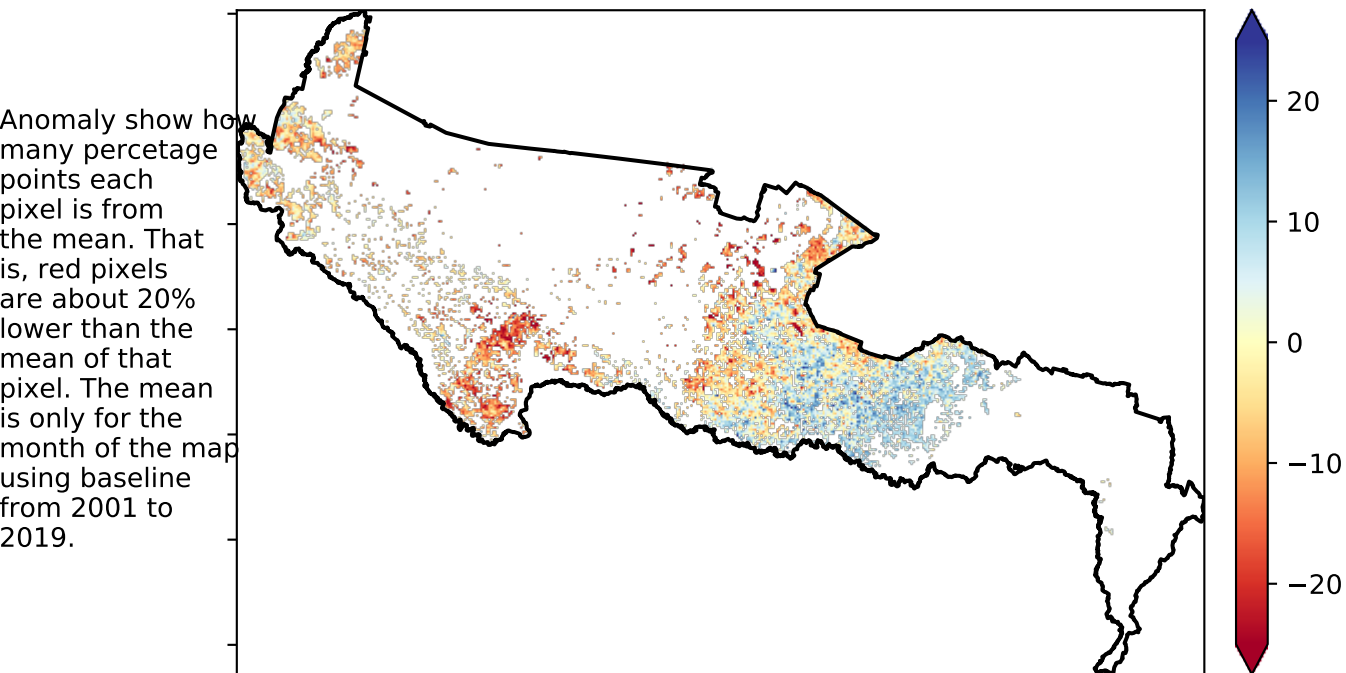 Anomaly show how
many percetage
points each
pixel is from
the mean. That
is, red pixels
are about 20%
lower than the
mean of that
pixel. The mean
is only for the
month of the map
using baseline
from 2001 to
2019.
20
10
0
−10
−20